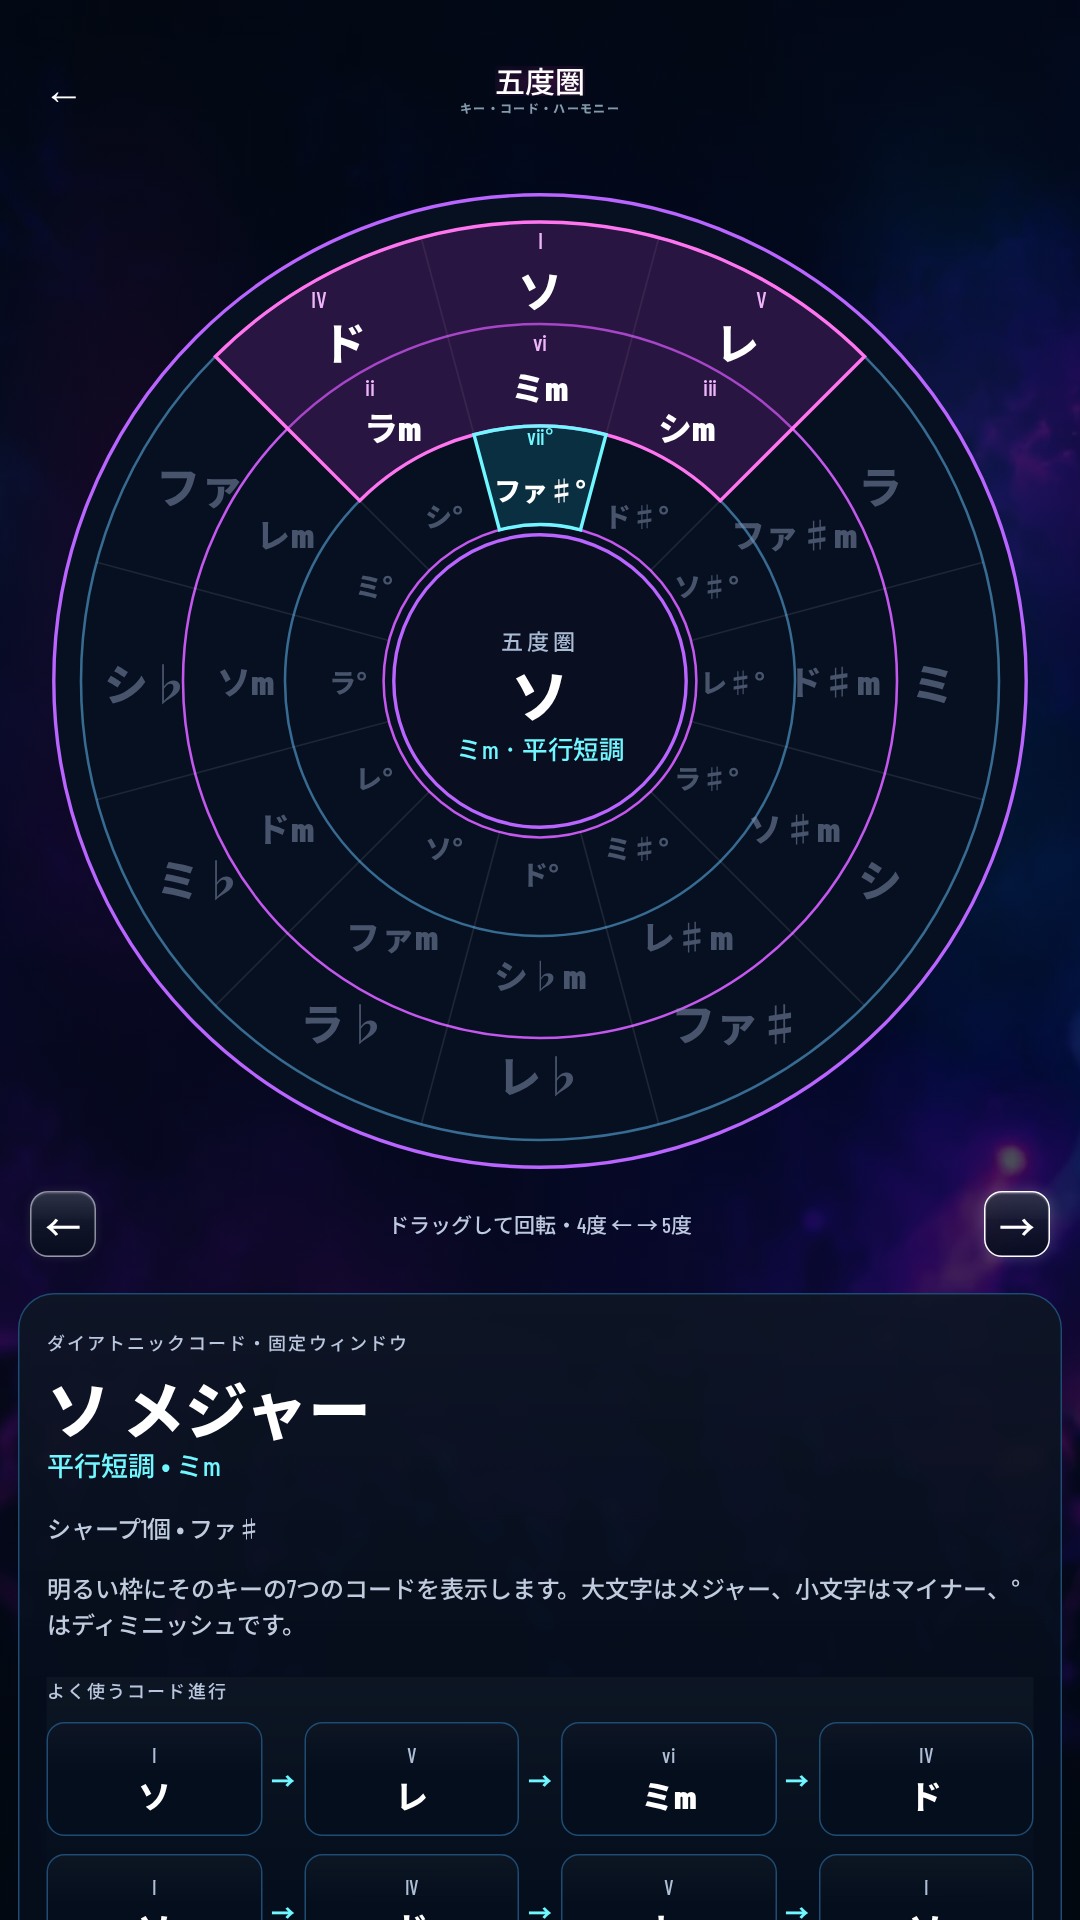 ←
五度圏
キー・コード・ハーモニー
I
ソ
IV
ド
V
レ
vi
ミm
ii
ラm
iii
シm
vii°
ファ♯°
シ°
ド♯°
ファ
ラ
レm
ファ♯m
ミ°
ソ♯°
シ♭
ソm
ラ°
レ♯°
ド♯m
ミ
五度圏
ソ
ミm · 平行短調
レ°
ラ♯°
ドm
ソ♯m
ソ°
ミ♯°
ド°
ミ♭
シ
ファm
レ♯m
シ♭m
ラ♭
ファ♯
レ♭
←
ドラッグして回転・4度 ← → 5度
→
ダイアトニックコード・固定ウィンドウ
ソ メジャー
平行短調 • ミm
シャープ1個 • ファ♯
明るい枠にそのキーの7つのコードを表示します。大文字はメジャー、小文字はマイナー、°
はディミニッシュです。
よく使うコード進行
I → V → vi → IV
ソ レ ミm ド
I → IV → V → I